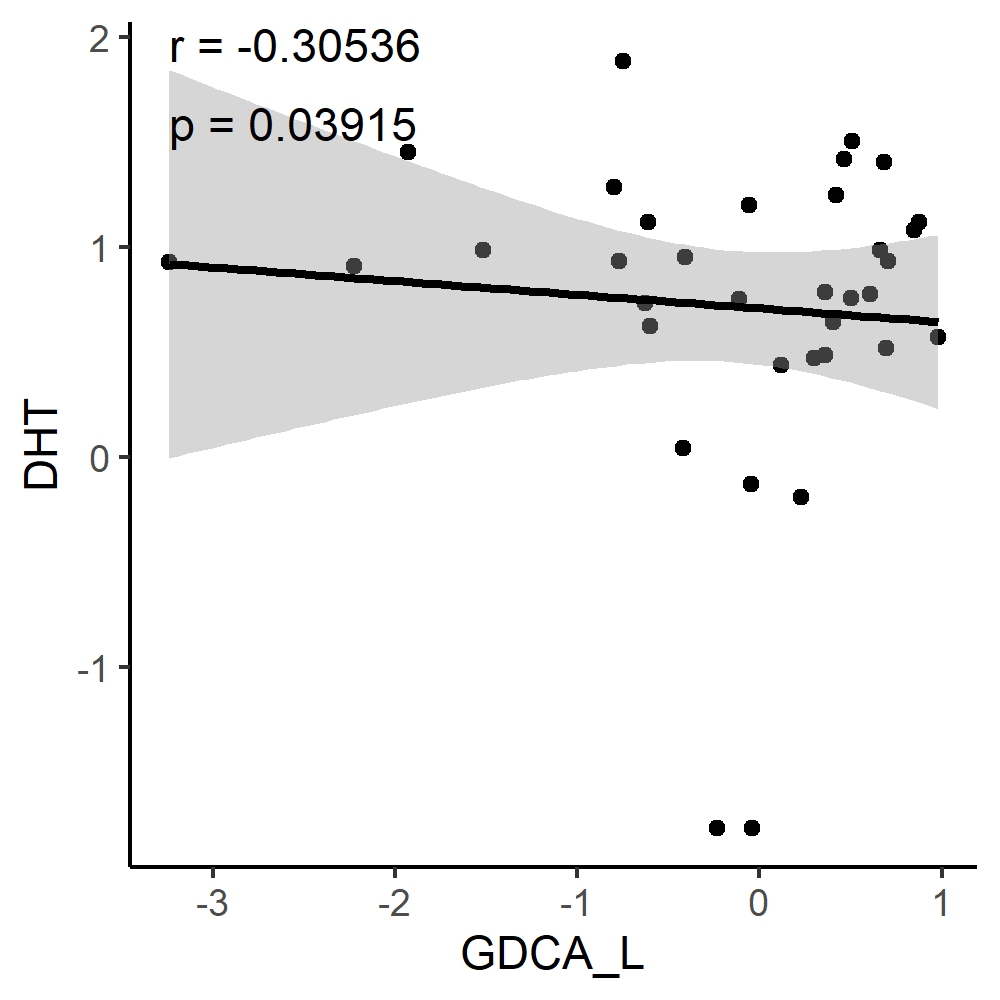 r = -0.30536
p = 0.03915
2
1
0
-1
DHT
-3 -2 -1 0 1
GDCA_L